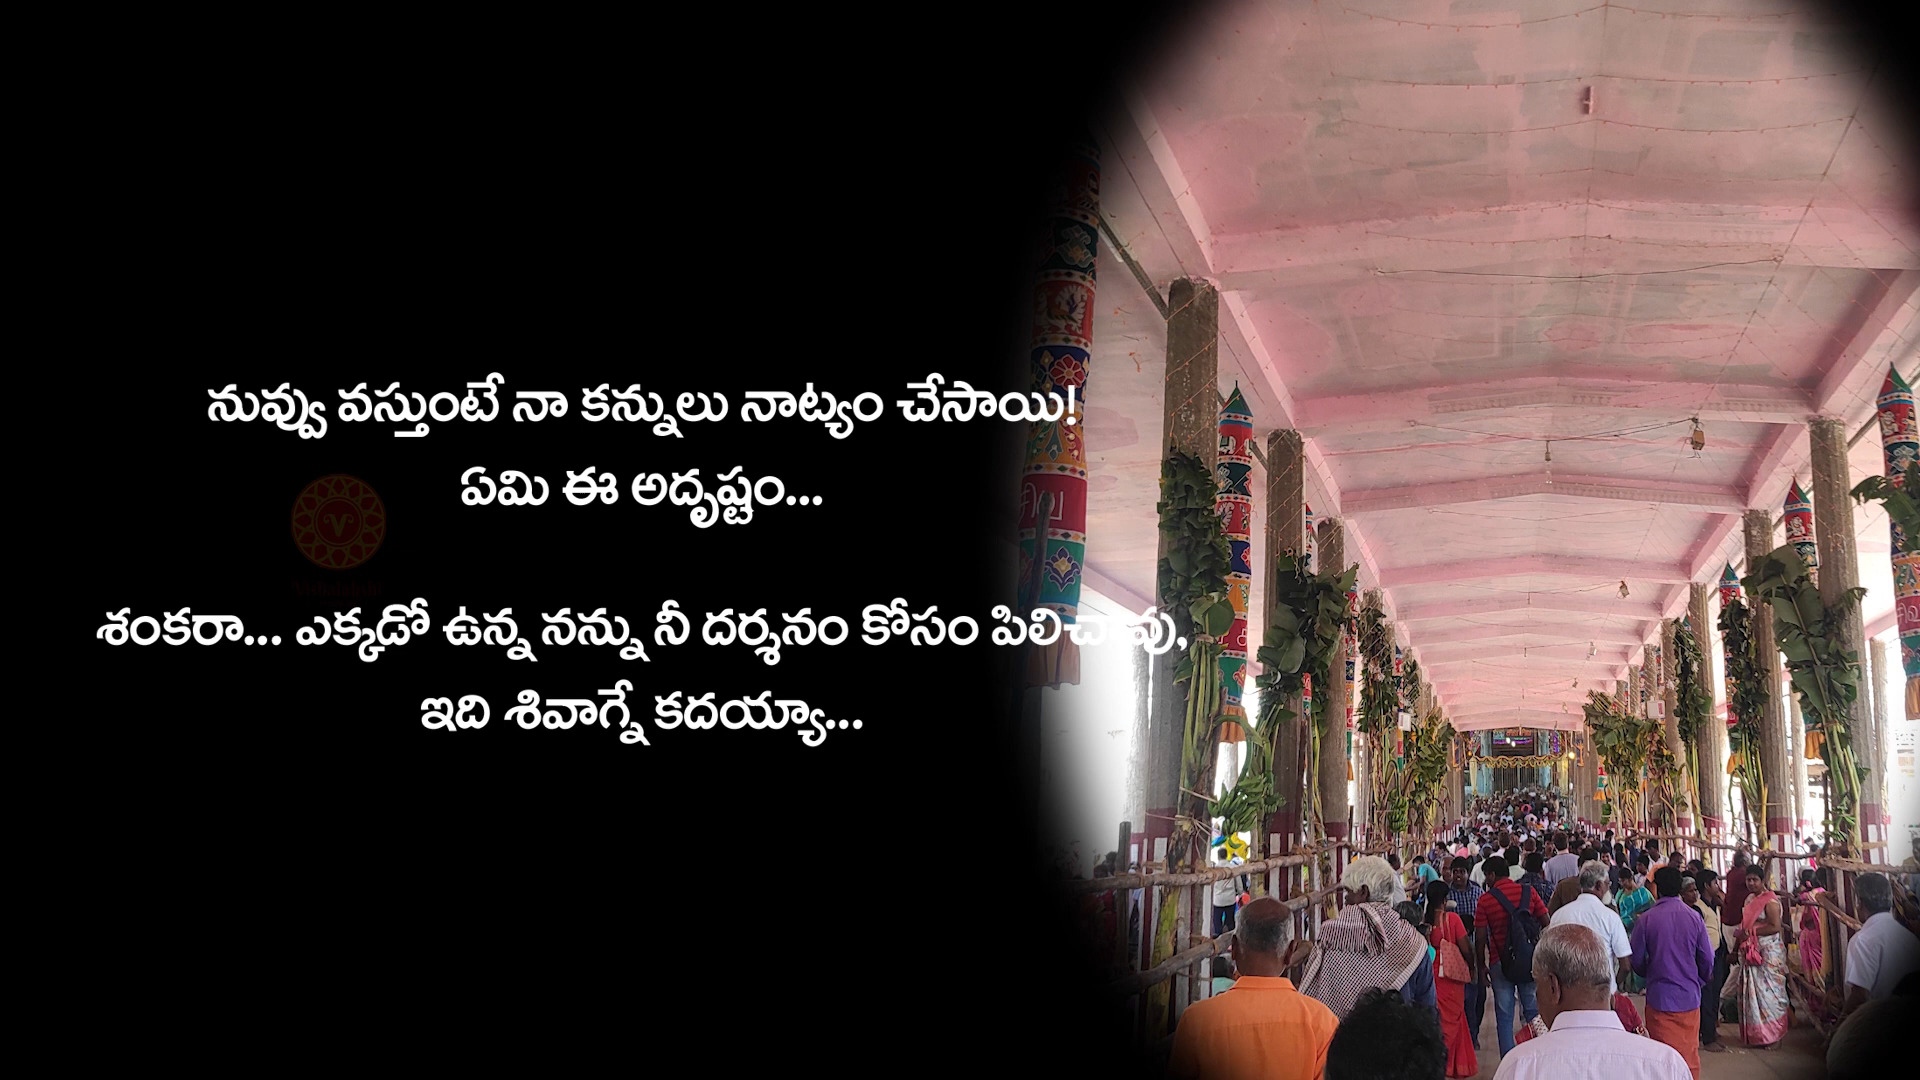 నువ్వు వస్తుంటే నా కన్నులు నాట్యం చేసాయి!
ఏమి ఈ అదృష్టం...
శంకరా... ఎక్కడో ఉన్న నన్ను నీ దర్శనం కోసం పిలిచావు,
ఇది శివాగ్నే కదయ్యా...
சிவ